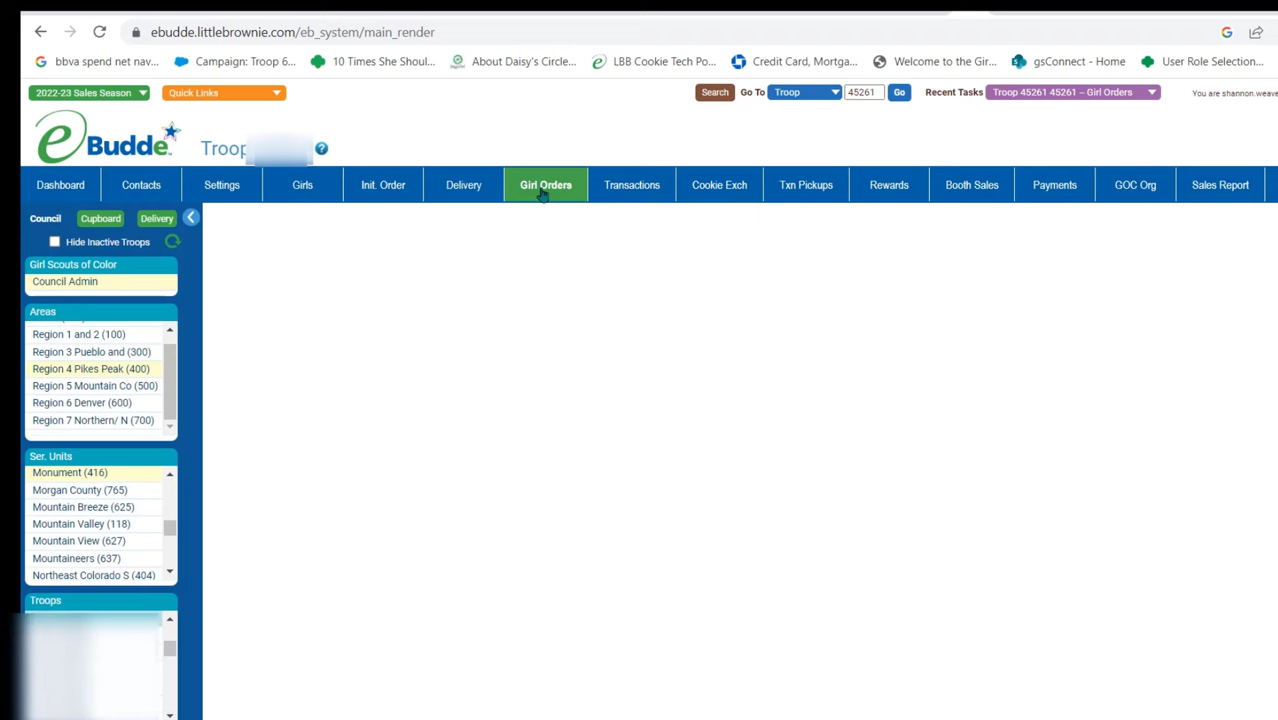 ebudde.littlebrownie.com/eb_system/main_render
bbva spend net nav... Campaign: Troop 6... 10 Times She Shoul... About Daisy's Circle... LBB Cookie Tech Po... Credit Card, Mortga... Welcome to the Gir... gsConnect - Home User Role Selection...
2022-23 Sales Season Quick Links Search Go To Troop 45261 Go Recent Tasks Troop 45261 45261 – Girl Orders You are shannon.weave
eBudde™ Troop ?
Dashboard Contacts Settings Girls Init. Order Delivery Girl Orders Transactions Cookie Exch Txn Pickups Rewards Booth Sales Payments GOC Org Sales Report
Council Cupboard Delivery
Hide Inactive Troops
Girl Scouts of Color
Council Admin
Areas
Region 1 and 2 (100)
Region 3 Pueblo and (300)
Region 4 Pikes Peak (400)
Region 5 Mountain Co (500)
Region 6 Denver (600)
Region 7 Northern/ N (700)
Ser. Units
Monument (416)
Morgan County (765)
Mountain Breeze (625)
Mountain Valley (118)
Mountain View (627)
Mountaineers (637)
Northeast Colorado S (404)
Troops